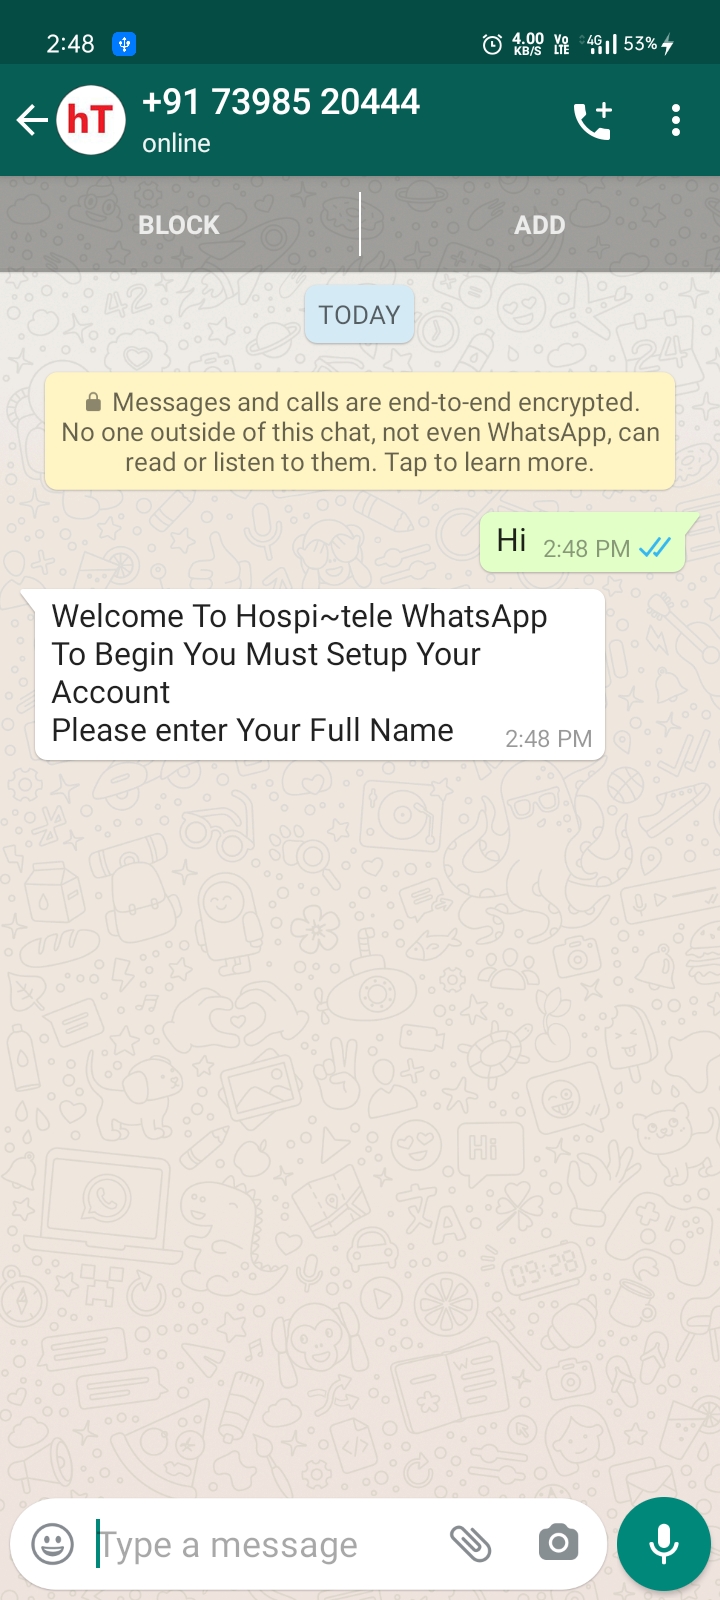 2:48
4.00 KB/S Vo LTE 4G 53%
hT
+91 73985 20444
online
BLOCK ADD
TODAY
Messages and calls are end-to-end encrypted.
No one outside of this chat, not even WhatsApp, can
read or listen to them. Tap to learn more.
Hi 2:48 PM
Welcome To Hospi~tele WhatsApp
To Begin You Must Setup Your
Account
Please enter Your Full Name 2:48 PM
Type a message